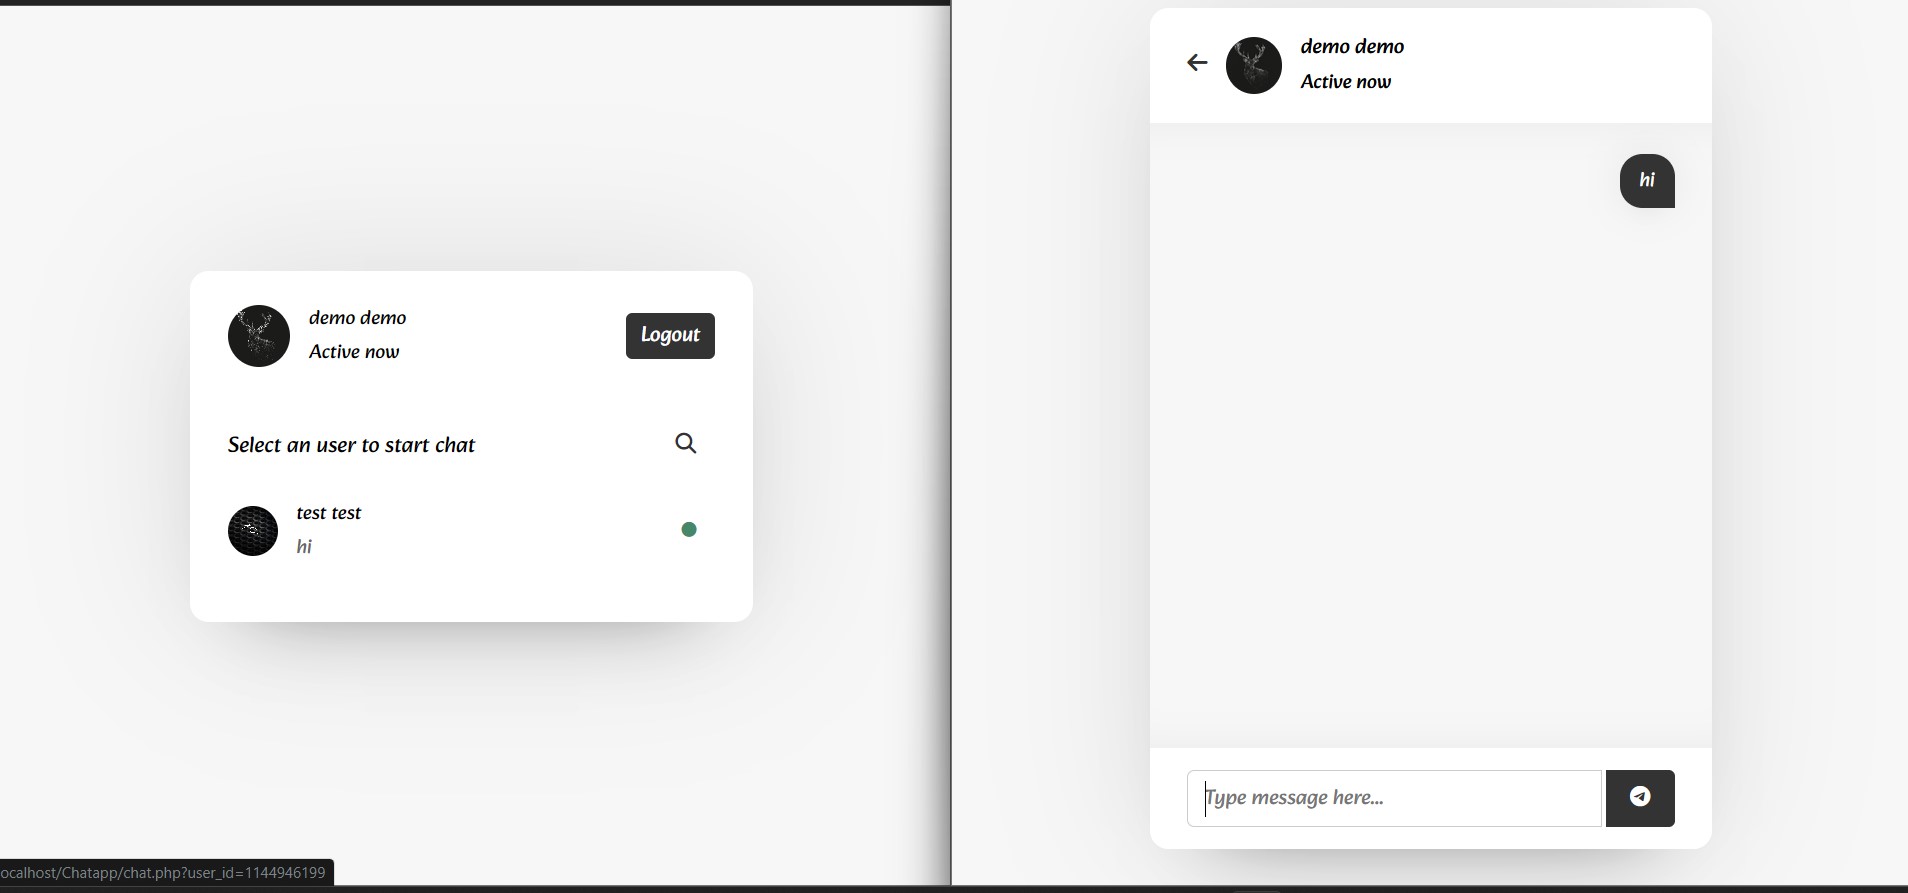 demo demo
Active now
Logout
Select an user to start chat
test test
hi
ocalhost/Chatapp/chat.php?user_id=1144946199
demo demo
Active now
hi
Type message here...